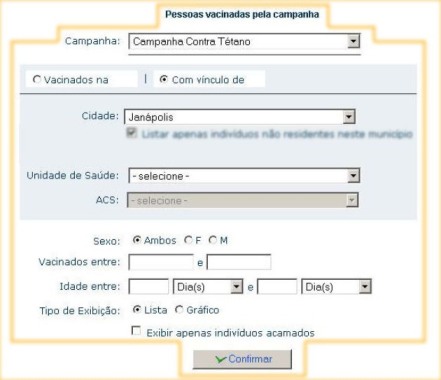 Pessoas vacinadas pela campanha
Campanha: Campanha Contra Tétano
Vacinados na | Com vínculo de
Cidade: Janápolis
Listar apenas indivíduos não residentes neste município
Unidade de Saúde: - selecione -
ACS: - selecione -
Sexo: Ambos F M
Vacinados entre: e
Idade entre: Dia(s) e Dia(s)
Tipo de Exibição: Lista Gráfico
Exibir apenas indivíduos acamados
Confirmar